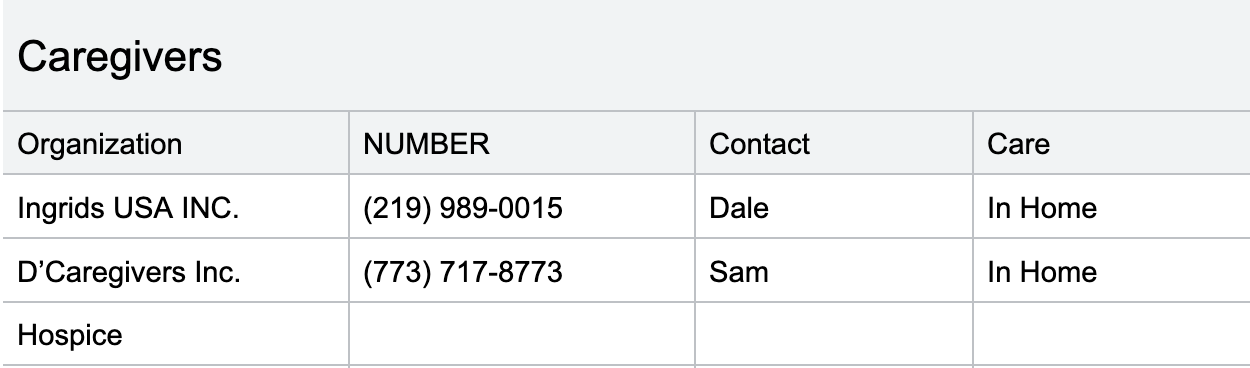 Caregivers
Organization NUMBER Contact Care
Ingrids USA INC. (219) 989-0015 Dale In Home
D’Caregivers Inc. (773) 717-8773 Sam In Home
Hospice